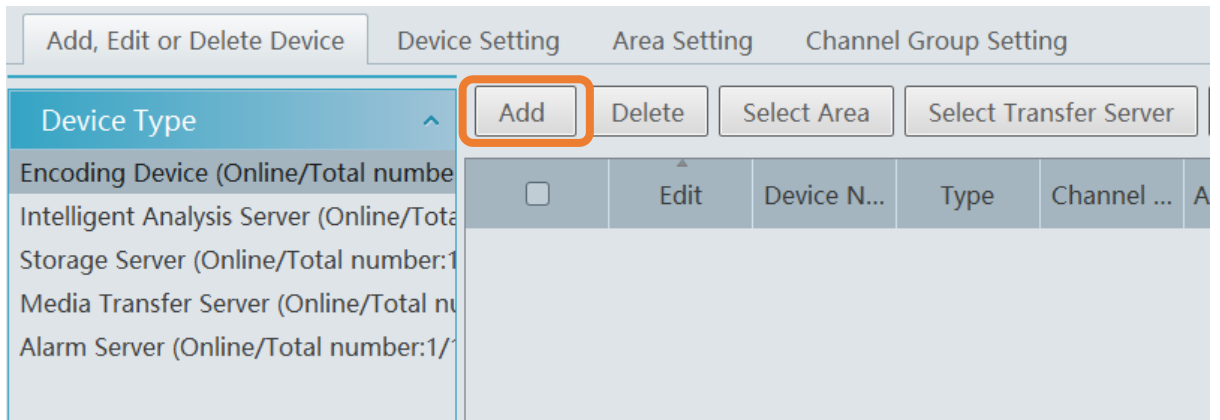 Add, Edit or Delete Device Device Setting Area Setting Channel Group Setting
Device Type
Add Delete Select Area Select Transfer Server
Edit Device N... Type Channel ... A
Encoding Device (Online/Total numbe
Intelligent Analysis Server (Online/Tota
Storage Server (Online/Total number:1
Media Transfer Server (Online/Total nu
Alarm Server (Online/Total number:1/1